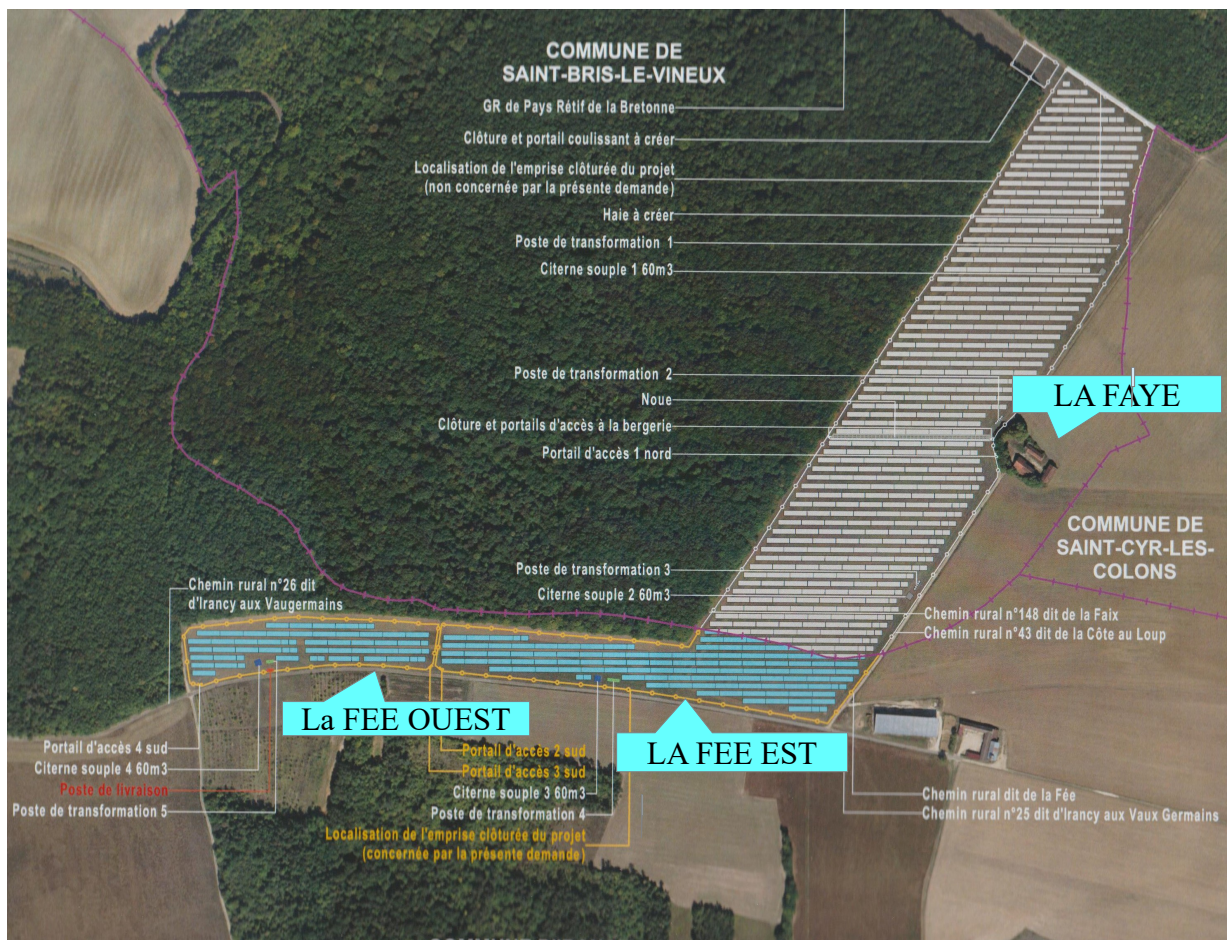 COMMUNE DE
SAINT-BRIS-LE-VINEUX
GR de Pays Rétif de la Bretonne
Clôture et portail coulissant à créer
Localisation de l'emprise clôturée du projet
(non concernée par la présente demande)
Haie à créer
Poste de transformation 1
Citerne souple 1 60m3
Poste de transformation 2
Noue
Clôture et portails d'accès à la bergerie
Portail d'accès 1 nord
LA FAYE
COMMUNE DE
SAINT-CYR-LES-
COLONS
Poste de transformation 3
Citerne souple 2 60m3
Chemin rural n°26 dit
d'Irancy aux Vaugermains
Chemin rural n°148 dit de la Faix
Chemin rural n°43 dit de la Côte au Loup
La FEE OUEST
LA FEE EST
Portail d'accès 4 sud
Citerne souple 4 60m3
Poste de livraison
Poste de transformation 5
Portail d'accès 2 sud
Portail d'accès 3 sud
Citerne souple 3 60m3
Poste de transformation 4
Localisation de l'emprise clôturée du projet
(concernée par la présente demande)
Chemin rural dit de la Fée
Chemin rural n°25 dit d'Irancy aux Vaux Germains